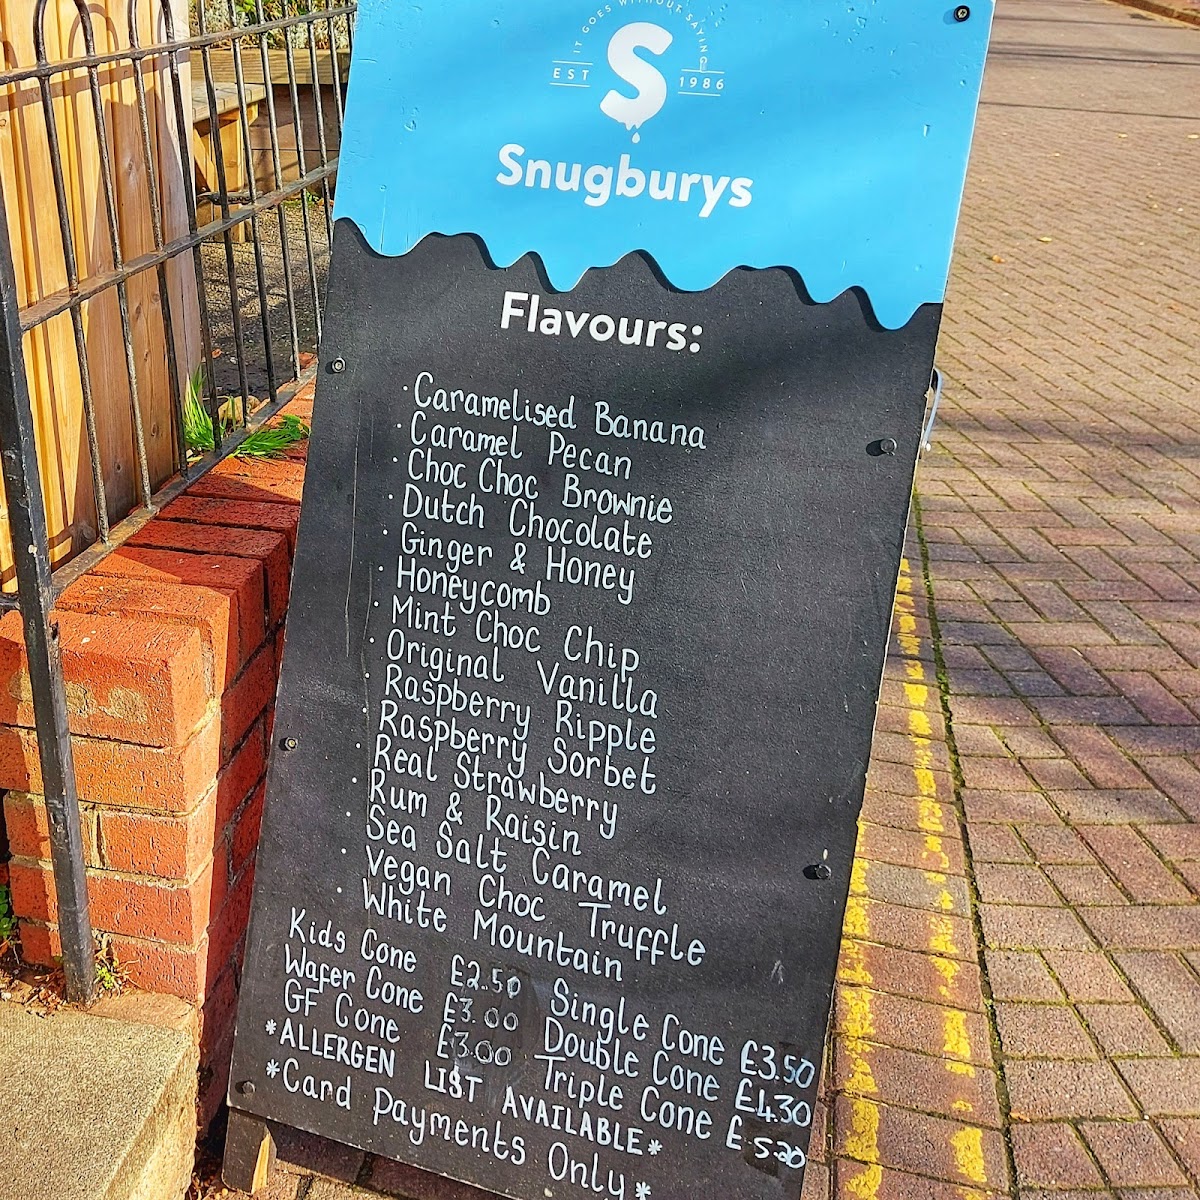 IT GOES WITHOUT SAYING
EST S 1986
Snugburys
Flavours:
· Caramelised Banana
· Caramel Pecan
· Choc Choc Brownie
· Dutch Chocolate
· Ginger & Honey
· Honeycomb
· Mint Choc Chip
· Original Vanilla
· Raspberry Ripple
· Raspberry Sorbet
· Real Strawberry
· Rum & Raisin
· Sea Salt Caramel
· Vegan Choc Truffle
· White Mountain
Kids Cone £2.50 Single Cone £3.50
Wafer Cone £3.00 Double Cone £4.30
GF Cone £3.00 Triple Cone £5.20
*ALLERGEN LIST AVAILABLE*
*Card Payments Only*